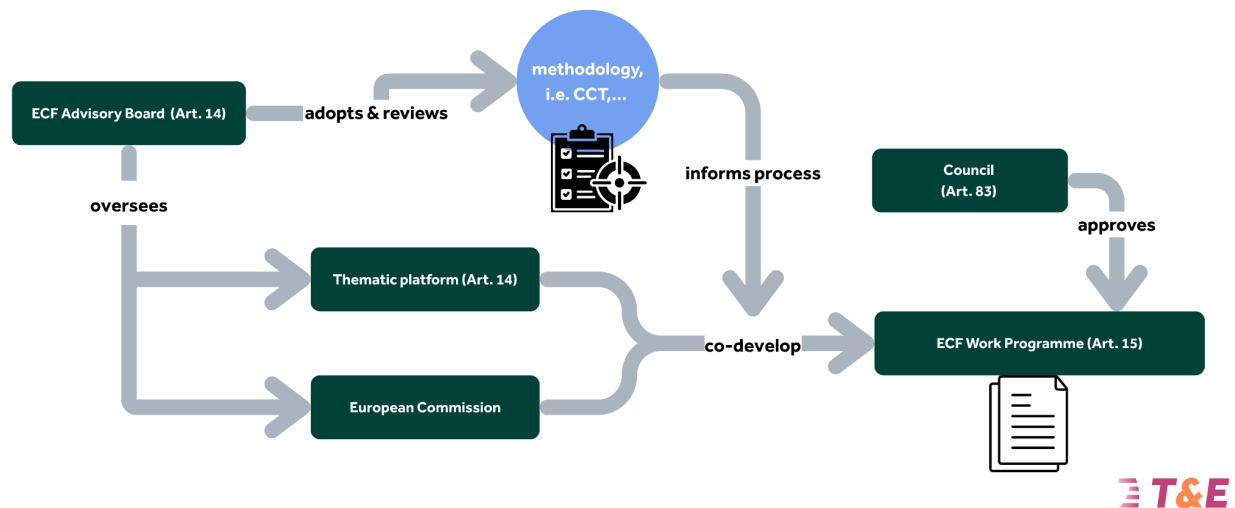 methodology,
i.e. CCT,...
ECF Advisory Board (Art. 14)
adopts & reviews
informs process
Council
(Art. 83)
oversees
approves
Thematic platform (Art. 14)
co-develop
ECF Work Programme (Art. 15)
European Commission
T&E